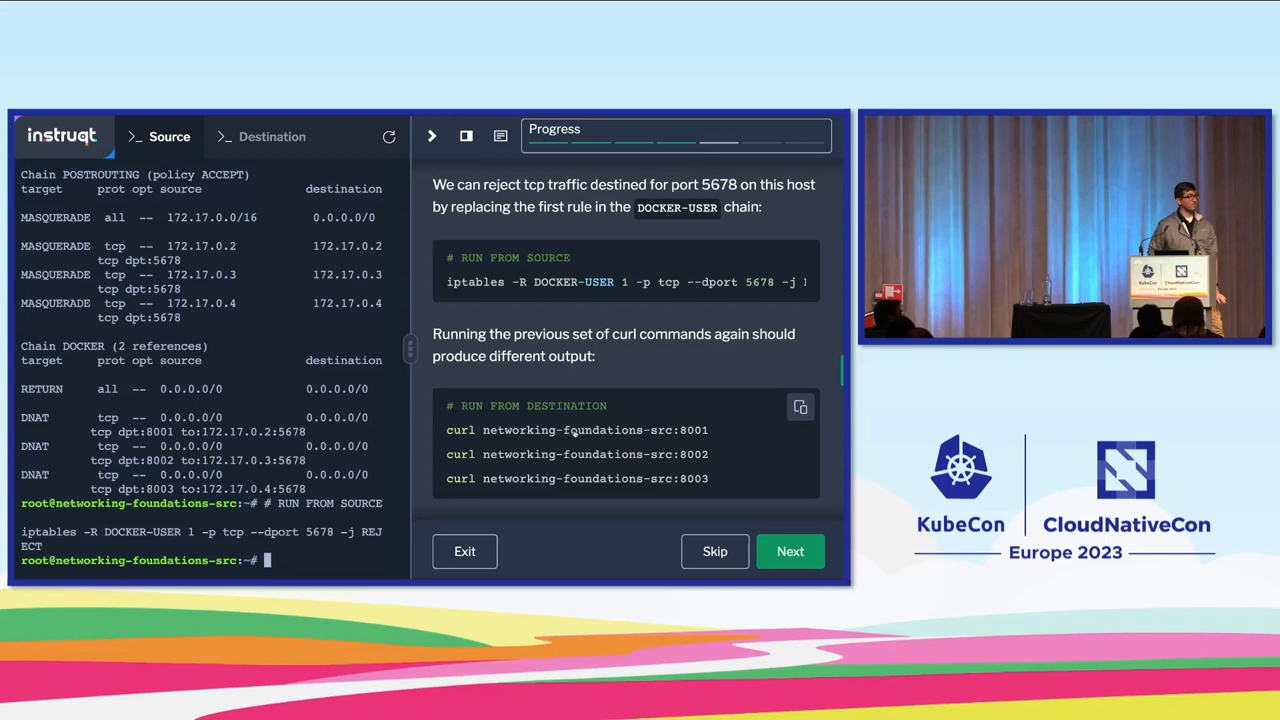 instruqt
>_ Source
>_ Destination
Progress
Chain POSTROUTING (policy ACCEPT)
target prot opt source destination
MASQUERADE all -- 172.17.0.0/16 0.0.0.0/0
MASQUERADE tcp -- 172.17.0.2 172.17.0.2
tcp dpt:5678
MASQUERADE tcp -- 172.17.0.3 172.17.0.3
tcp dpt:5678
MASQUERADE tcp -- 172.17.0.4 172.17.0.4
tcp dpt:5678
Chain DOCKER (2 references)
target prot opt source destination
RETURN all -- 0.0.0.0/0 0.0.0.0/0
DNAT tcp -- 0.0.0.0/0 0.0.0.0/0
tcp dpt:8001 to:172.17.0.2:5678
DNAT tcp -- 0.0.0.0/0 0.0.0.0/0
tcp dpt:8002 to:172.17.0.3:5678
DNAT tcp -- 0.0.0.0/0 0.0.0.0/0
tcp dpt:8003 to:172.17.0.4:5678
root@networking-foundations-src:~# # RUN FROM SOURCE
iptables -R DOCKER-USER 1 -p tcp --dport 5678 -j REJ
ECT
root@networking-foundations-src:~#
We can reject tcp traffic destined for port 5678 on this host
by replacing the first rule in the DOCKER-USER chain:
# RUN FROM SOURCE
iptables -R DOCKER-USER 1 -p tcp --dport 5678 -j
Running the previous set of curl commands again should
produce different output:
# RUN FROM DESTINATION
curl networking-foundations-src:8001
curl networking-foundations-src:8002
curl networking-foundations-src:8003
Exit
Skip
Next
KubeCon
CloudNativeCon
Europe 2023
KubeCon
CloudNativeCon
Europe 2023